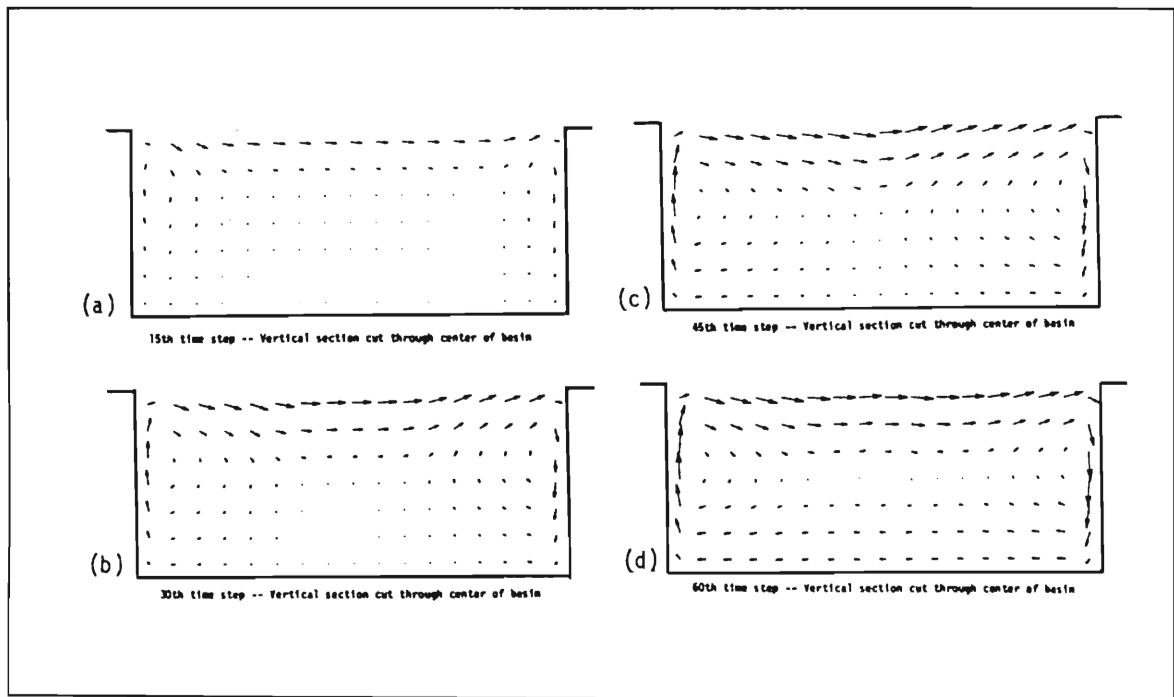 (a)
15th time step -- Vertical section cut through center of basin
(b)
30th time step -- Vertical section cut through center of basin
(c)
45th time step -- Vertical section cut through center of basin
(d)
60th time step -- Vertical section cut through center of basin